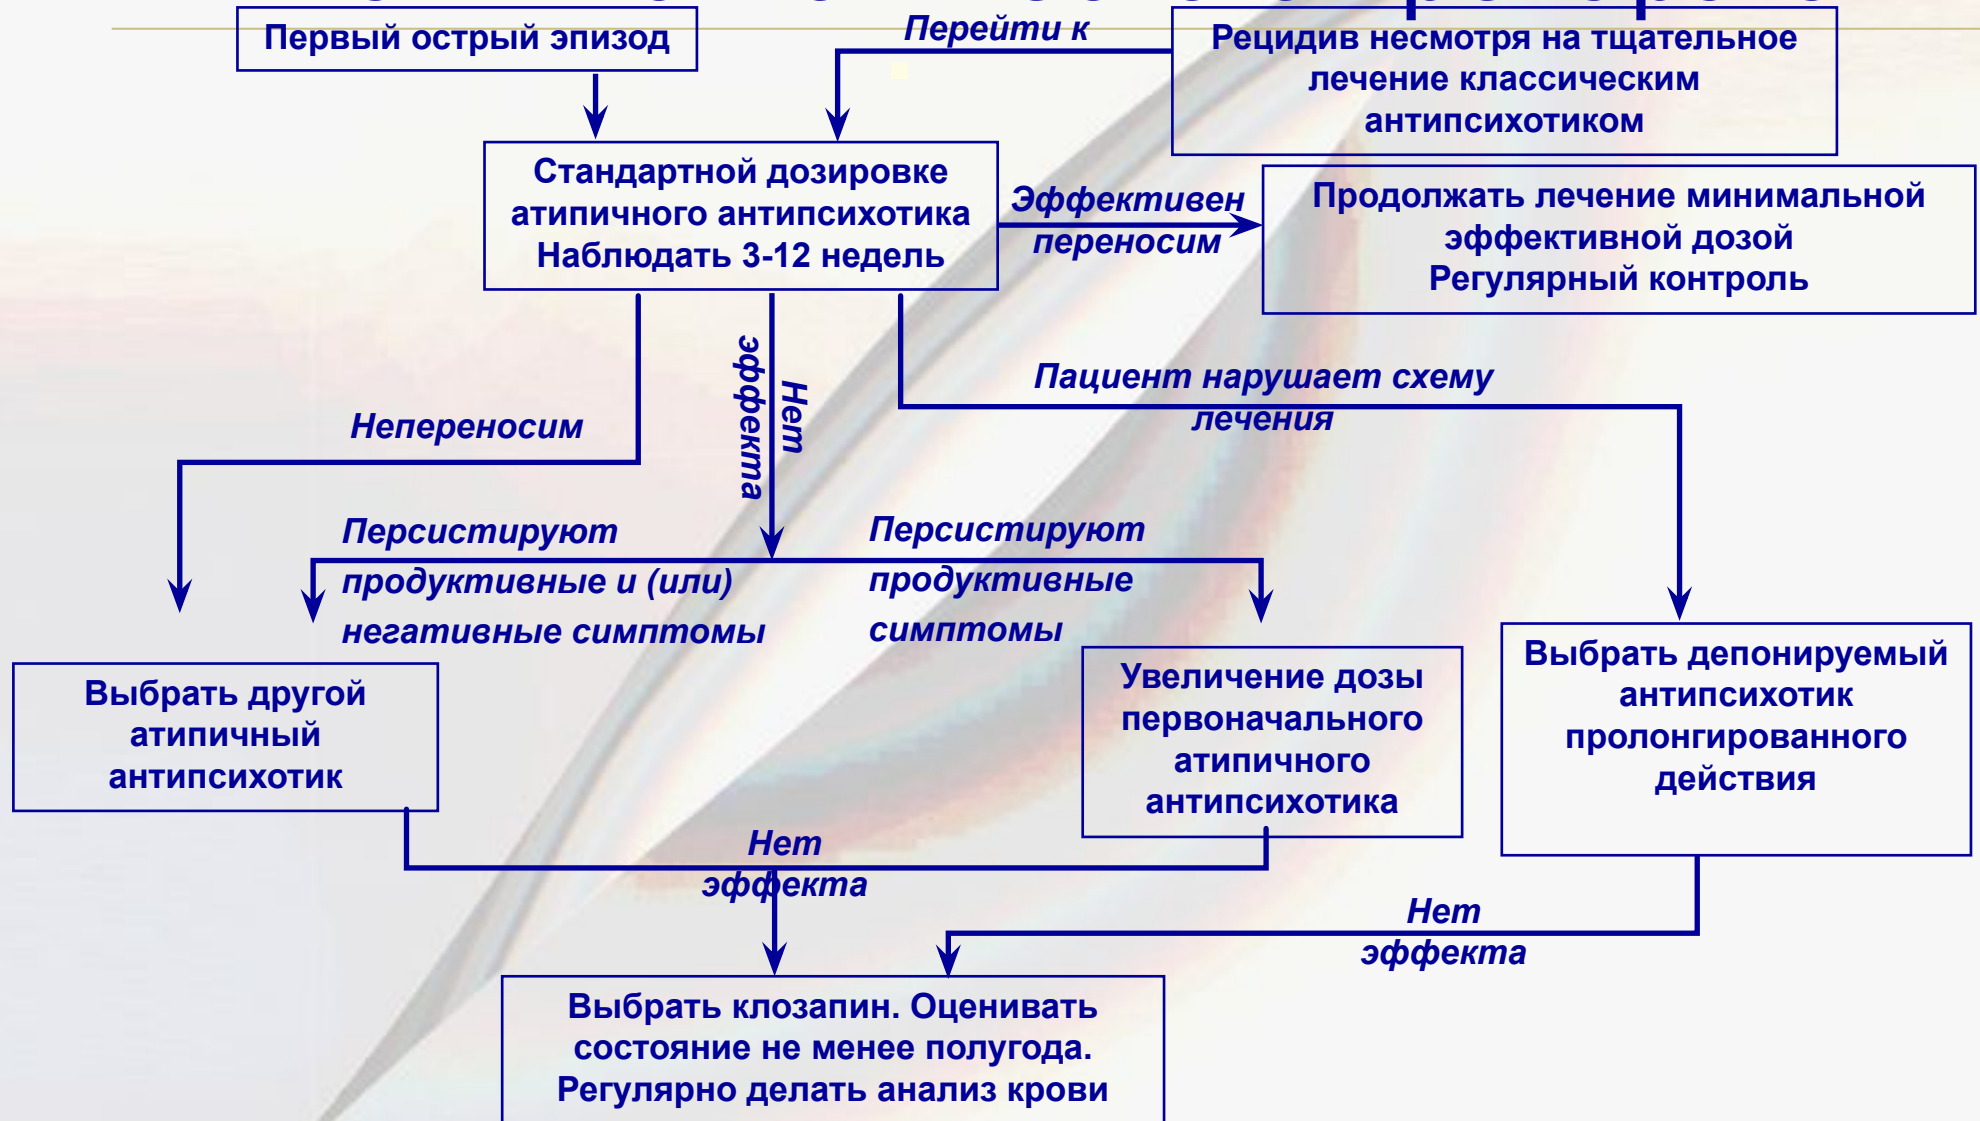 Первый острый эпизод
Перейти к
Рецидив несмотря на тщательное
лечение классическим
антипсихотиком
Стандартной дозировке
атипичного антипсихотика
Наблюдать 3-12 недель
Эффективен
переносим
Продолжать лечение минимальной
эффективной дозой
Регулярный контроль
Непереносим
Нет
эффекта
Пациент нарушает схему
лечения
Персистируют
продуктивные и (или)
негативные симптомы
Персистируют
продуктивные
симптомы
Выбрать другой
атипичный
антипсихотик
Увеличение дозы
первоначального
атипичного
антипсихотика
Выбрать депонируемый
антипсихотик
пролонгированного
действия
Нет
эффекта
Нет
эффекта
Выбрать клозапин. Оценивать
состояние не менее полугода.
Регулярно делать анализ крови